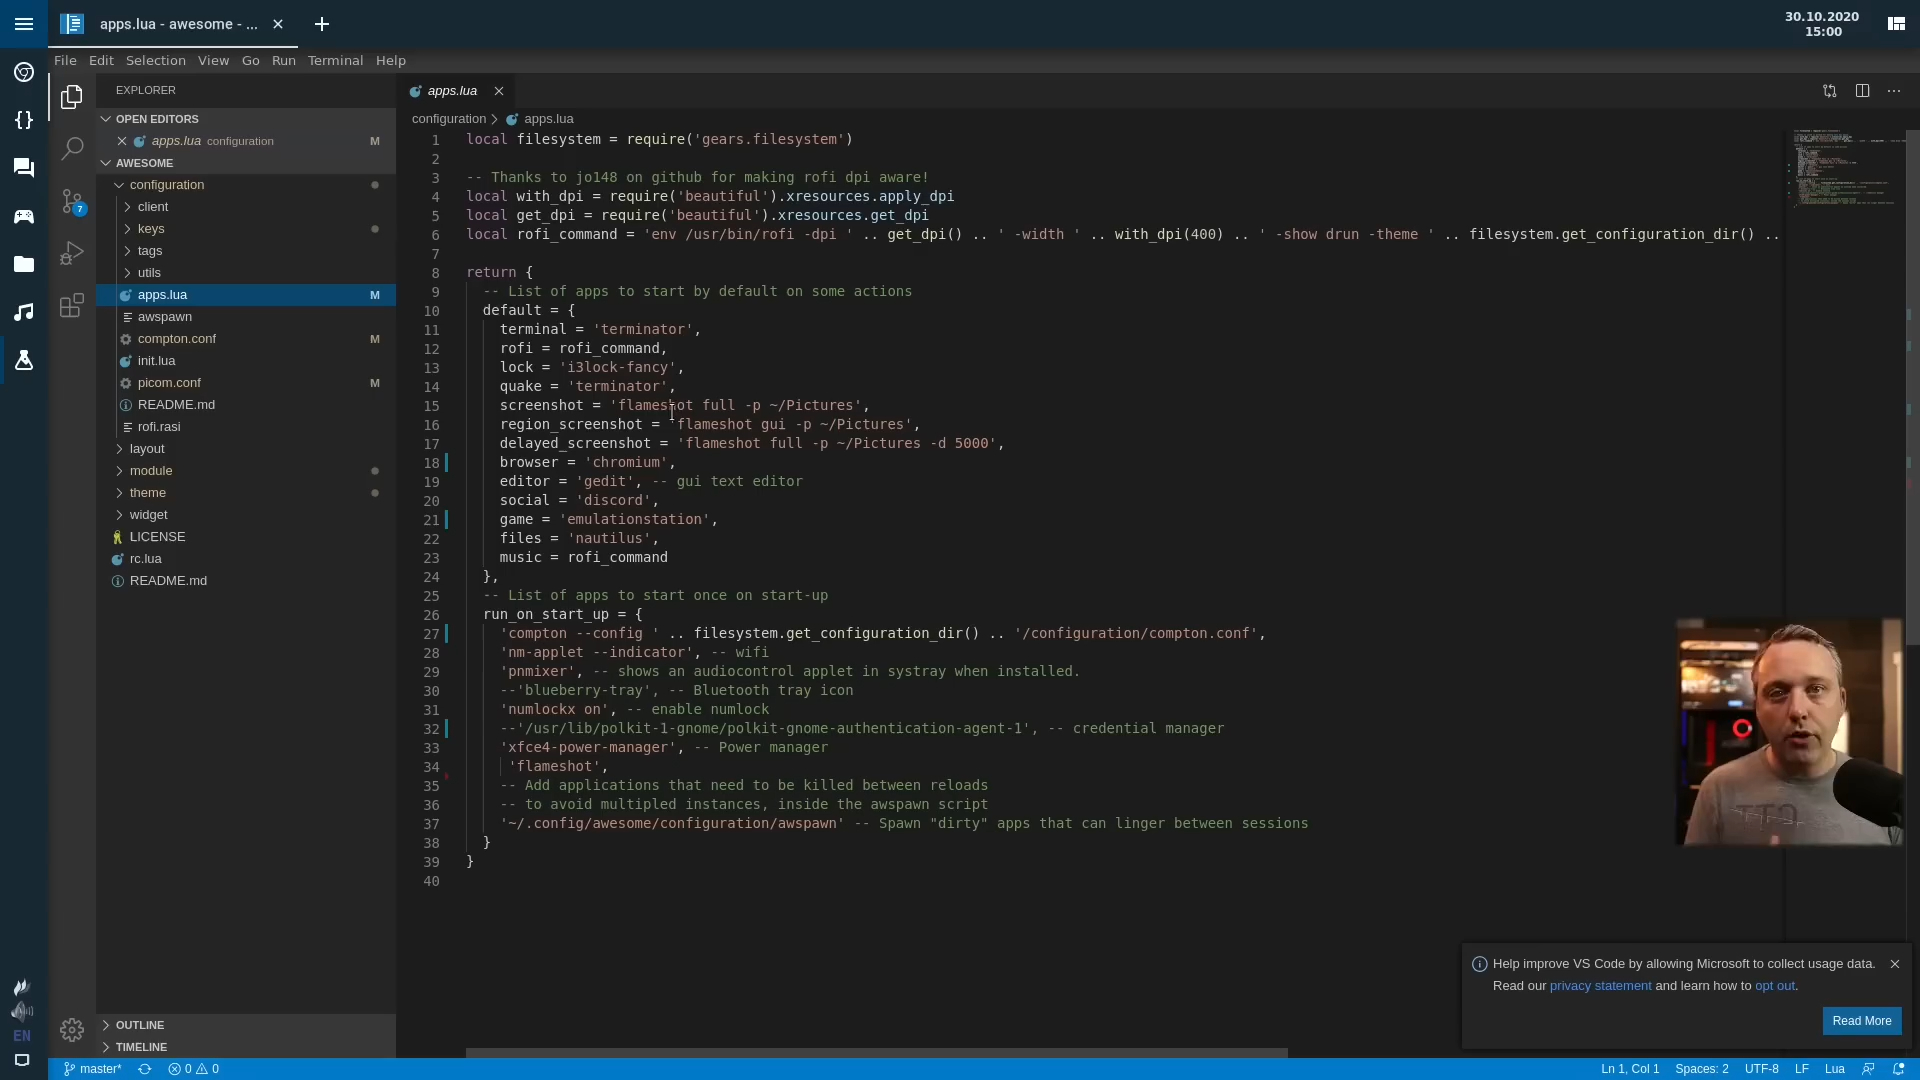 apps.lua - awesome - ...
30.10.2020
15:00
File Edit Selection View Go Run Terminal Help
EXPLORER
OPEN EDITORS
apps.lua configuration M
AWESOME
configuration
client
keys
tags
utils
apps.lua M
awspawn
compton.conf M
init.lua
picom.conf M
README.md
rofi.rasi
layout
module
theme
widget
LICENSE
rc.lua
README.md
OUTLINE
TIMELINE
7
EN
apps.lua
configuration > apps.lua
1 local filesystem = require('gears.filesystem')
2
3 -- Thanks to jo148 on github for making rofi dpi aware!
4 local with_dpi = require('beautiful').xresources.apply_dpi
5 local get_dpi = require('beautiful').xresources.get_dpi
6 local rofi_command = 'env /usr/bin/rofi -dpi ' .. get_dpi() .. ' -width ' .. with_dpi(400) .. ' -show drun -theme ' .. filesystem.get_configuration_dir() ..
7
8 return {
9 -- List of apps to start by default on some actions
10 default = {
11 terminal = 'terminator',
12 rofi = rofi_command,
13 lock = 'i3lock-fancy',
14 quake = 'terminator',
15 screenshot = 'flameshot full -p ~/Pictures',
16 region_screenshot = 'flameshot gui -p ~/Pictures',
17 delayed_screenshot = 'flameshot full -p ~/Pictures -d 5000',
18 browser = 'chromium',
19 editor = 'gedit', -- gui text editor
20 social = 'discord',
21 game = 'emulationstation',
22 files = 'nautilus',
23 music = rofi_command
24 },
25 -- List of apps to start once on start-up
26 run_on_start_up = {
27 'compton --config ' .. filesystem.get_configuration_dir() .. '/configuration/compton.conf',
28 'nm-applet --indicator', -- wifi
29 'pnmixer', -- shows an audiocontrol applet in systray when installed.
30 --'blueberry-tray', -- Bluetooth tray icon
31 'numlockx on', -- enable numlock
32 --'/usr/lib/polkit-1-gnome/polkit-gnome-authentication-agent-1', -- credential manager
33 'xfce4-power-manager', -- Power manager
34 'flameshot',
35 -- Add applications that need to be killed between reloads
36 -- to avoid multipled instances, inside the awspawn script
37 '~/.config/awesome/configuration/awspawn' -- Spawn "dirty" apps that can linger between sessions
38 }
39 }
40
Help improve VS Code by allowing Microsoft to collect usage data.
Read our privacy statement and learn how to opt out.
Read More
master* 0 0
Ln 1, Col 1 Spaces: 2 UTF-8 LF Lua